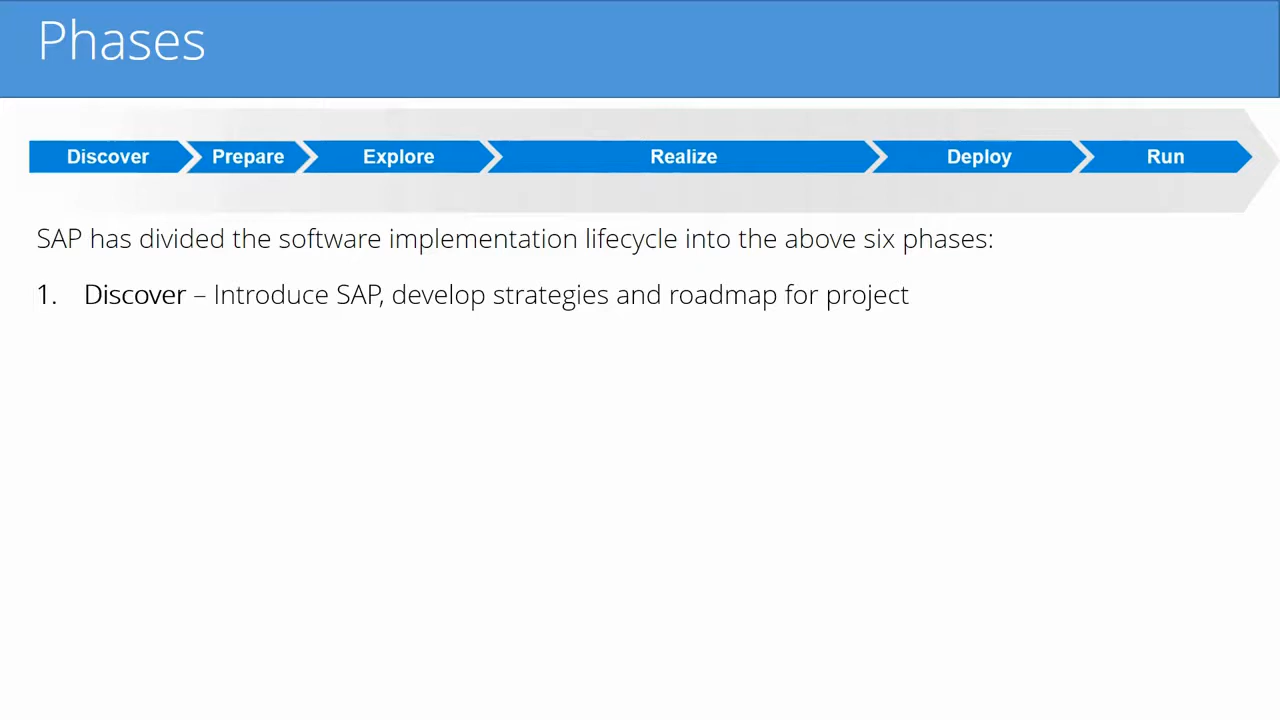 Phases
Discover Prepare Explore Realize Deploy Run
SAP has divided the software implementation lifecycle into the above six phases:
1. Discover – Introduce SAP, develop strategies and roadmap for project